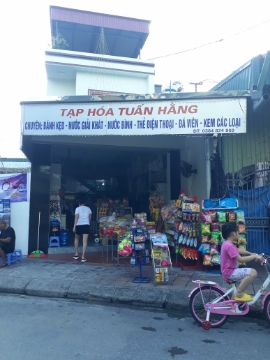 TẠP HÓA TUẤN HẰNG
CHUYÊN: BÁNH KẸO - NƯỚC GIẢI KHÁT - NƯỚC BÌNH - THẺ ĐIỆN THOẠI - ĐÁ VIÊN - KEM CÁC LOẠI